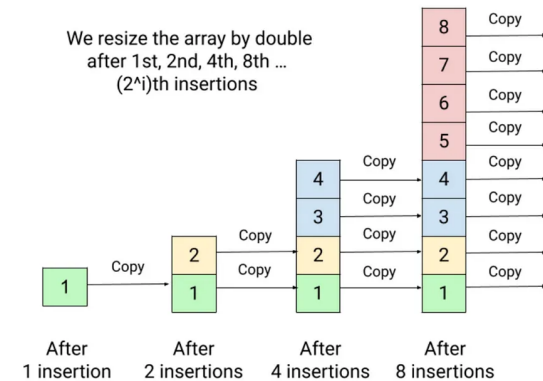 We resize the array by double
after 1st, 2nd, 4th, 8th ...
(2^i)th insertions
8
Copy
7
Copy
6
Copy
5
Copy
4
Copy
4
Copy
3
Copy
3
Copy
2
Copy
2
Copy
2
Copy
1
Copy
1
Copy
1
Copy
1
Copy
After
1 insertion
After
2 insertions
After
4 insertions
After
8 insertions